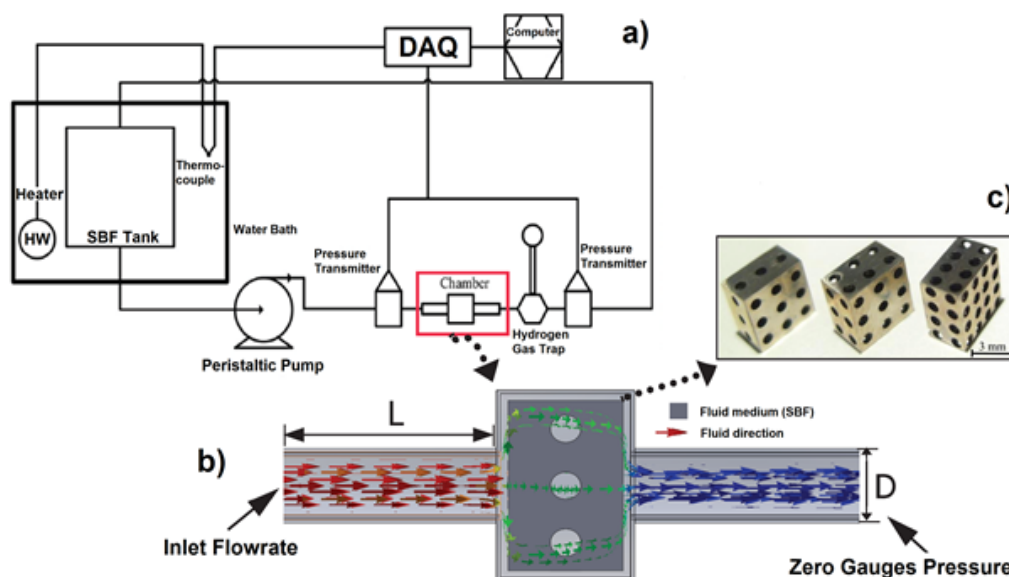 a)
DAQ
Computer
Thermo-
couple
Heater
HW
SBF Tank
Water Bath
Pressure
Transmitter
Chamber
Pressure
Transmitter
Hydrogen
Gas Trap
Peristaltic Pump
c)
3 mm
b)
L
Fluid medium (SBF)
Fluid direction
D
Inlet Flowrate
Zero Gauges Pressure